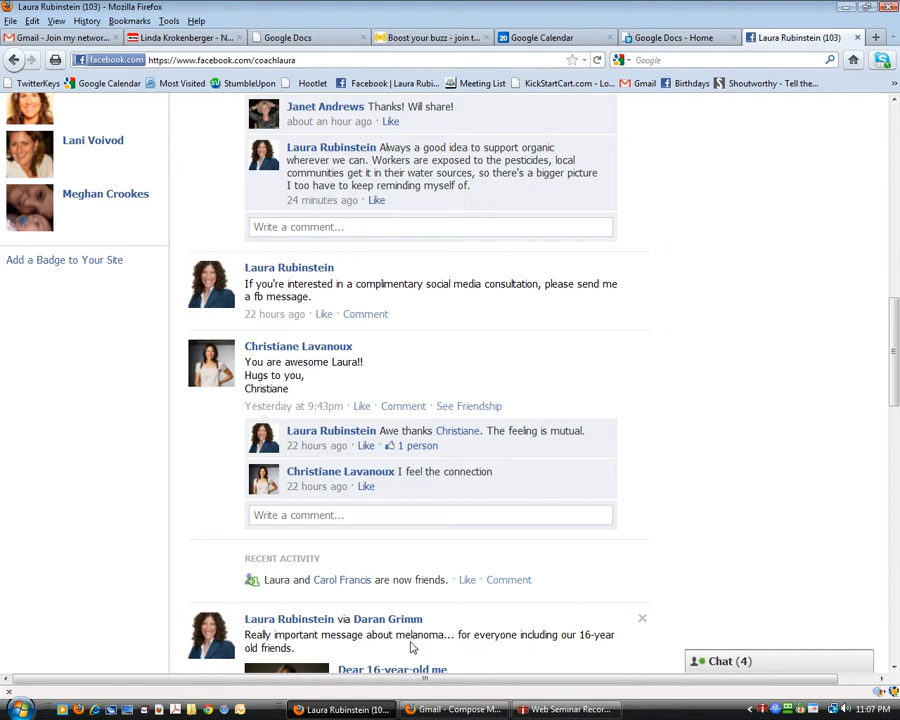 Laura Rubinstein (103) - Mozilla Firefox
File Edit View History Bookmarks Tools Help
Gmail - Join my networ...
Linda Krokenberger - N...
Google Docs
Boost your buzz - join t...
20 Google Calendar
Google Docs - Home
Laura Rubinstein (103)
facebook.com https://www.facebook.com/coachlaura
Google
TwitterKeys Google Calendar Most Visited StumbleUpon Hootlet Facebook | Laura Rubi... Meeting List KickStartCart.com - Lo... Gmail Birthdays Shoutworthy - Tell the...
Lani Voivod
Meghan Crookes
Add a Badge to Your Site
Janet Andrews Thanks! Will share!
about an hour ago · Like
Laura Rubinstein Always a good idea to support organic
wherever we can. Workers are exposed to the pesticides, local
communities get it in their water sources, so there's a bigger picture
I too have to keep reminding myself of.
24 minutes ago · Like
Write a comment...
Laura Rubinstein
If you're interested in a complimentary social media consultation, please send me
a fb message.
22 hours ago · Like · Comment
Christiane Lavanoux
You are awesome Laura!!
Hugs to you,
Christiane
Yesterday at 9:43pm · Like · Comment · See Friendship
Laura Rubinstein Awe thanks Christiane. The feeling is mutual.
22 hours ago · Like · 1 person
Christiane Lavanoux I feel the connection
22 hours ago · Like
Write a comment...
RECENT ACTIVITY
Laura and Carol Francis are now friends. · Like · Comment
Laura Rubinstein via Daran Grimm
Really important message about melanoma... for everyone including our 16-year
old friends.
Dear 16-year-old me
Chat (4)
Laura Rubinstein (10...
Gmail - Compose M...
Web Seminar Recor...
11:07 PM